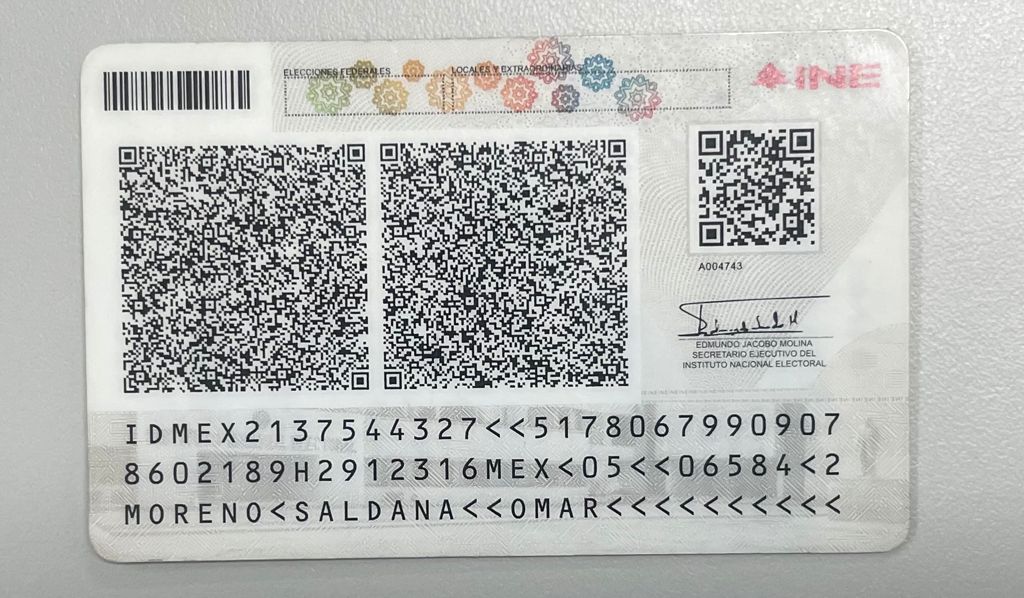 ELECCIONES FEDERALES LOCALES Y EXTRAORDINARIAS
INE
A004743
EDMUNDO JACOBO MOLINA
SECRETARIO EJECUTIVO DEL
INSTITUTO NACIONAL ELECTORAL
IDMEX2137544327<<5178067990907
8602189H2912316MEX<05<<06584<2
MORENO<SALDANA<<OMAR<<<<<<<<<<